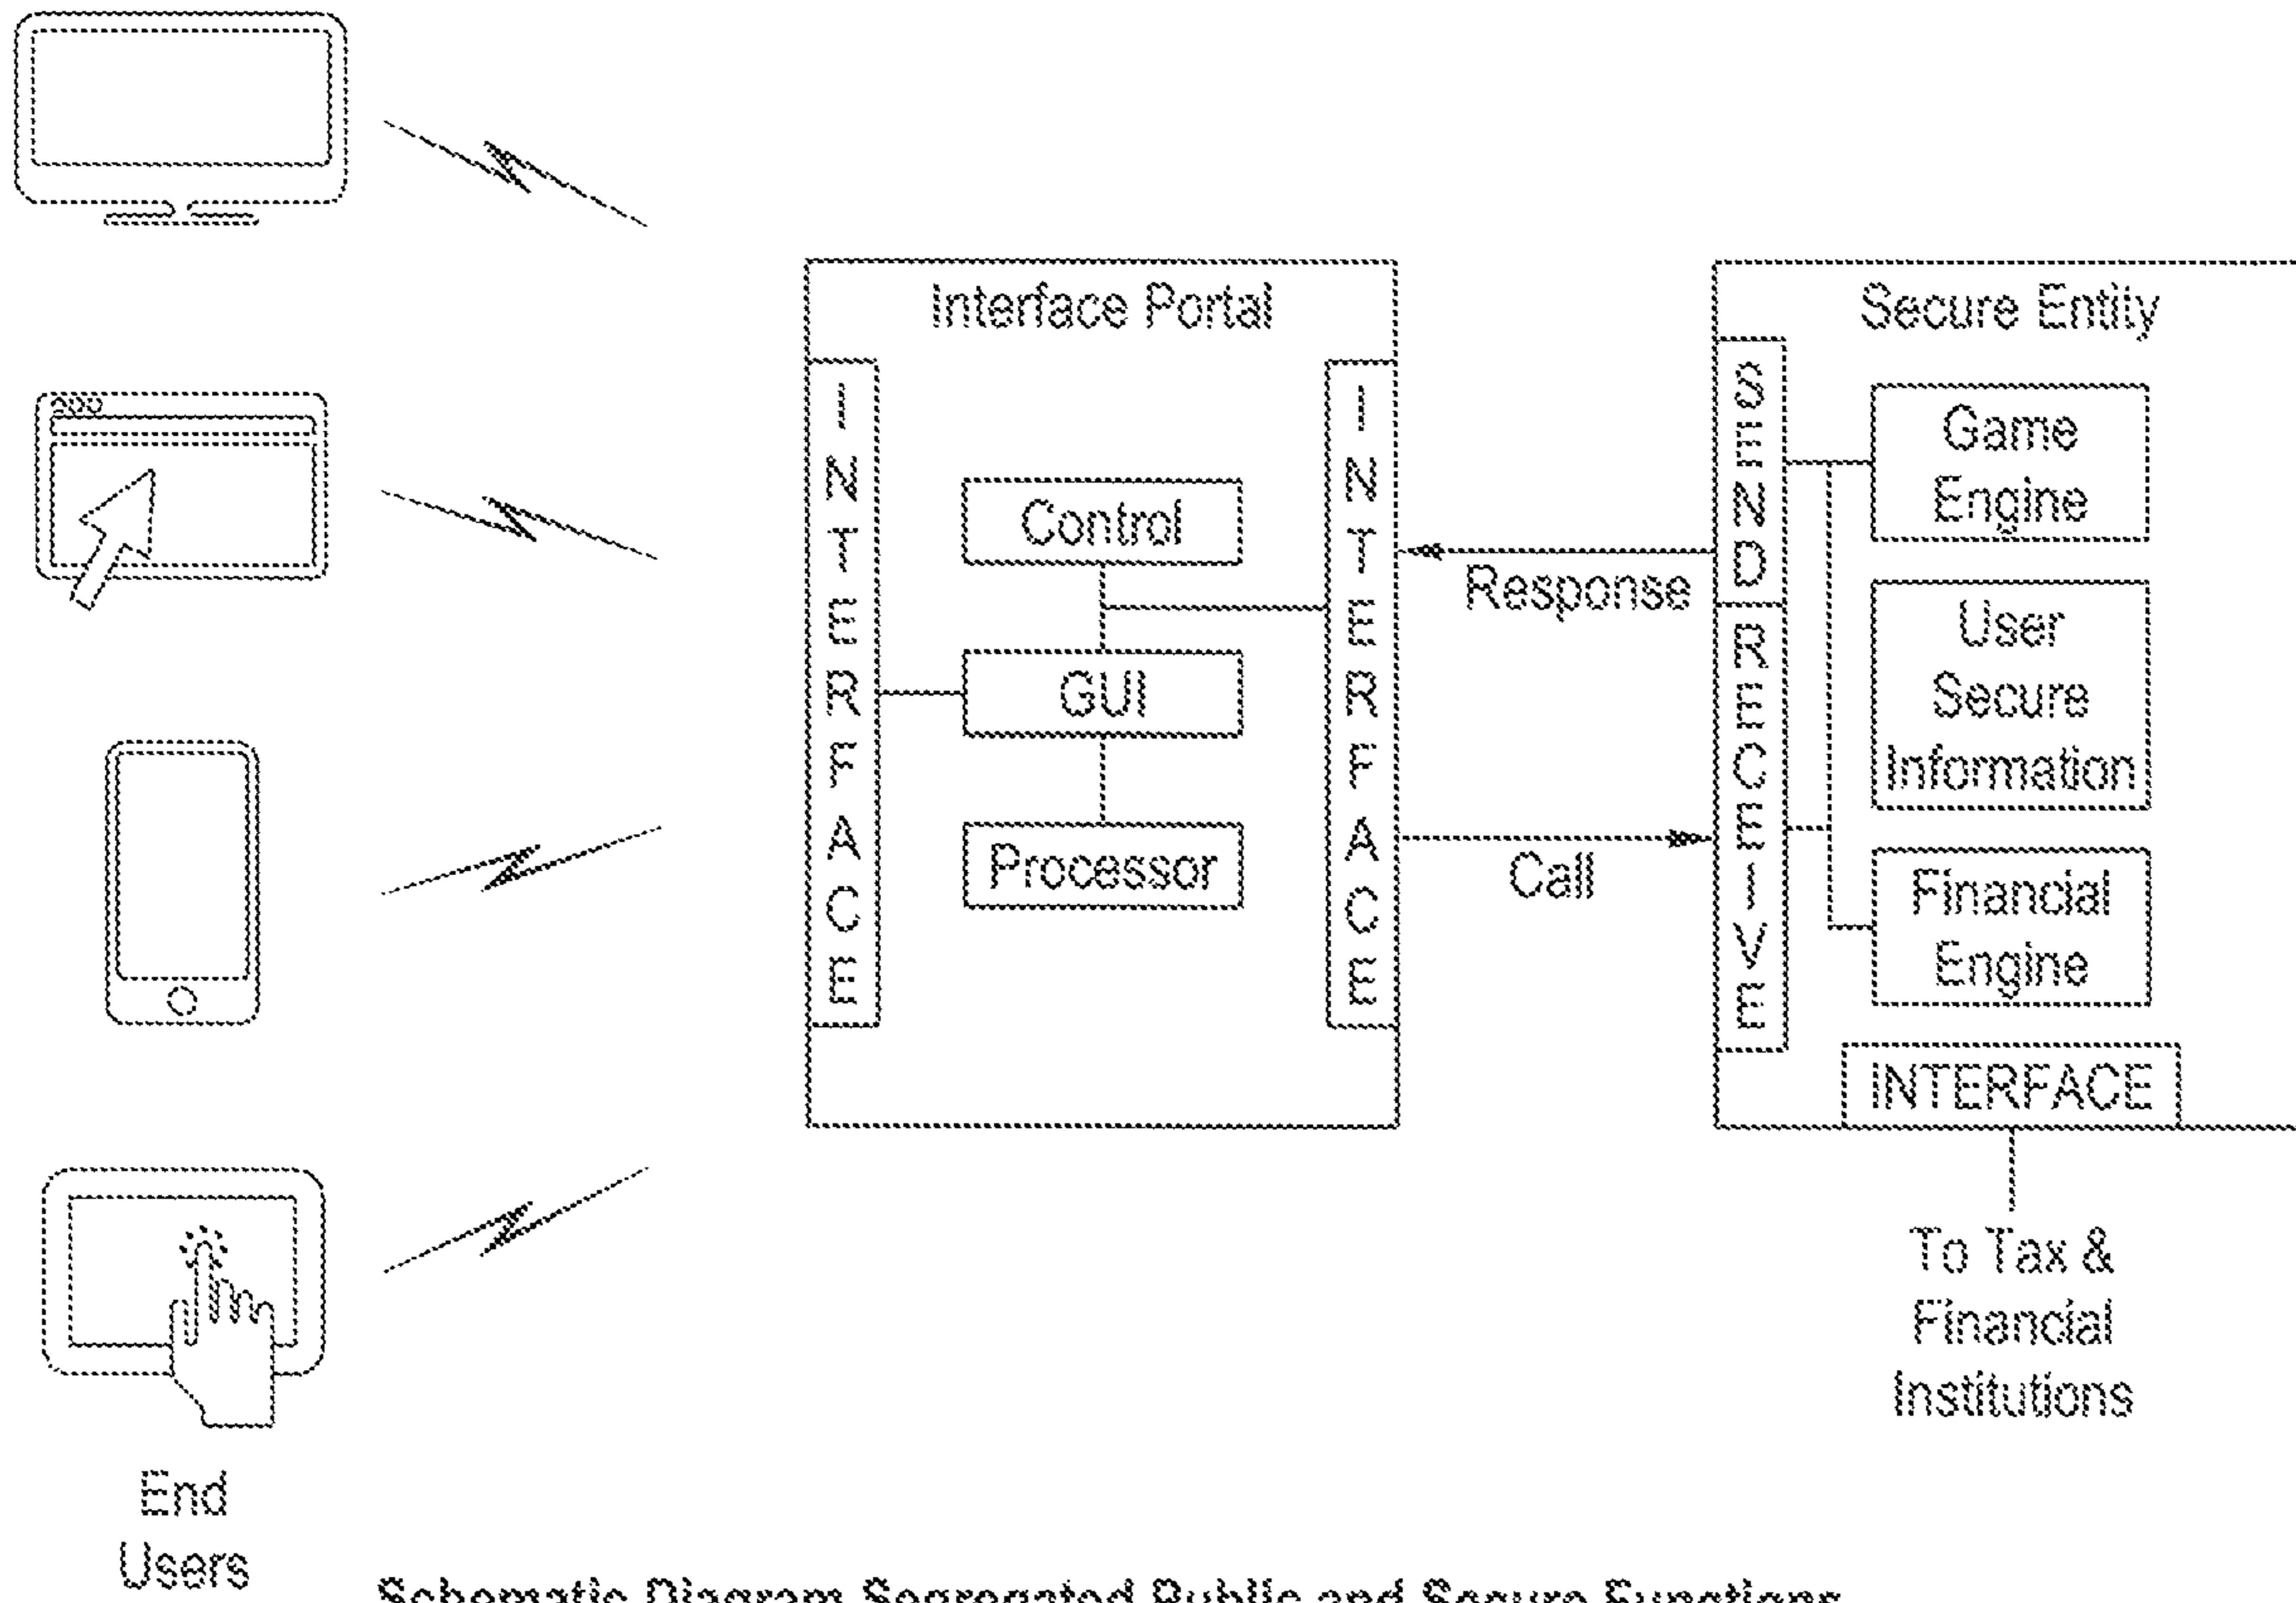 Interface Portal
INTERFACE
Control
GUI
Processor
INTERFACE
Response
Call
Secure Entity
SEND
RECEIVE
Game
Engine
User
Secure
Information
Financial
Engine
INTERFACE
To Tax &
Financial
Institutions
End
Users
Schematic Diagram Segregated Public and Secure Functions